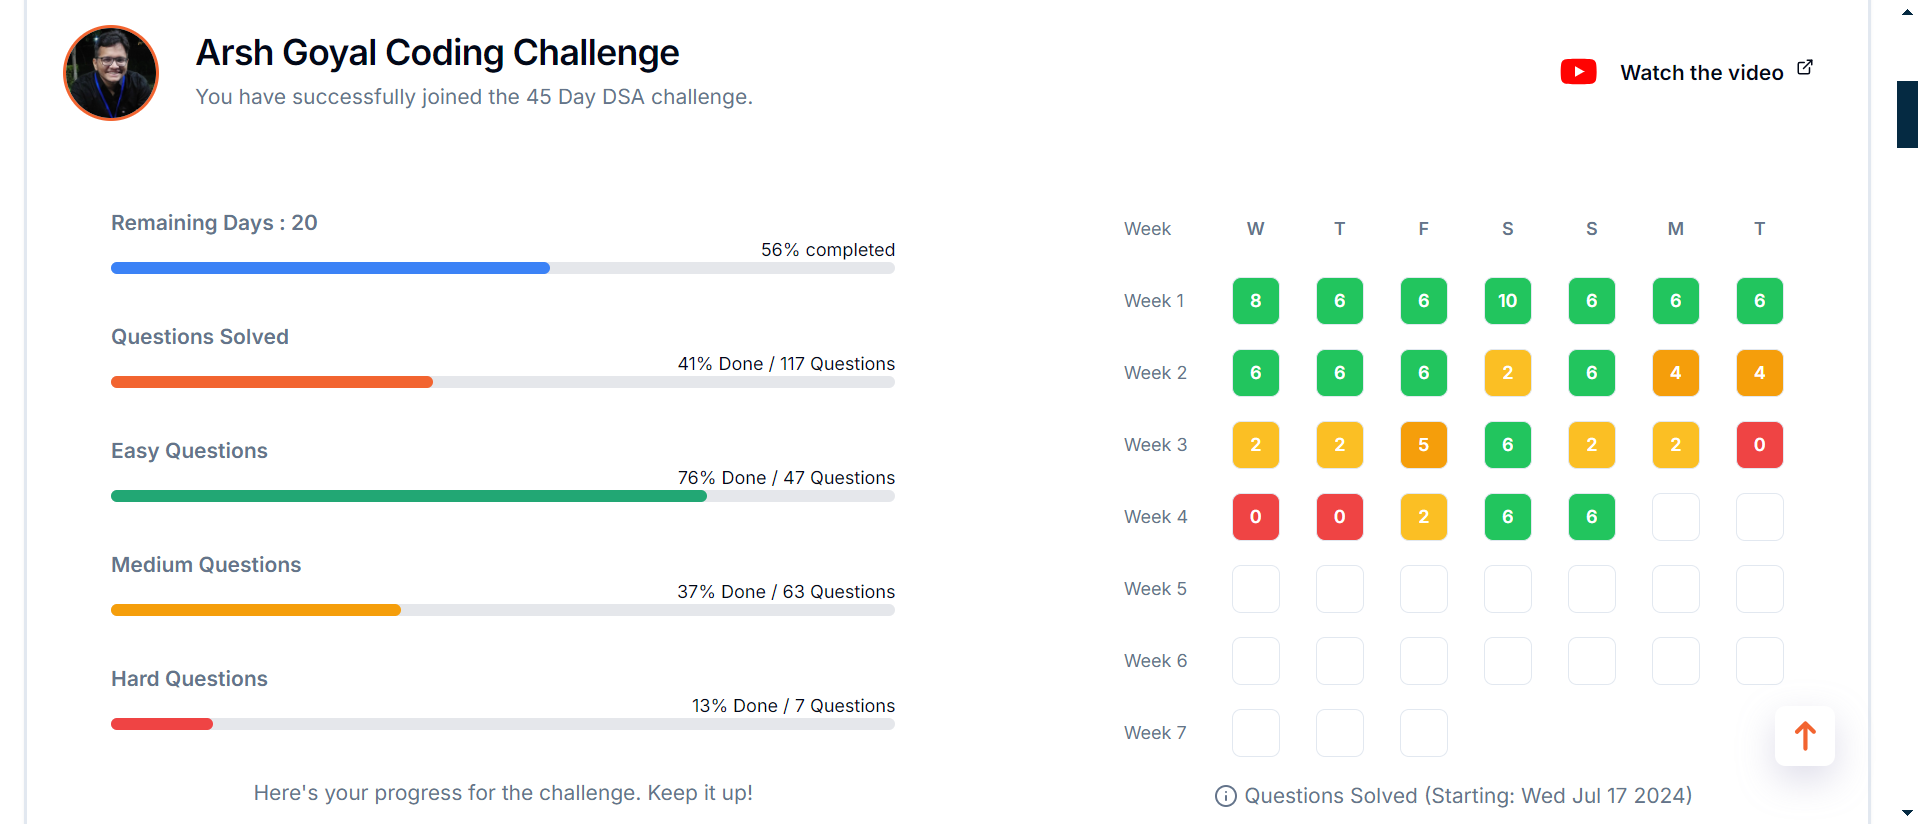 Arsh Goyal Coding Challenge
You have successfully joined the 45 Day DSA challenge.
Watch the video
Remaining Days : 20
56% completed
Questions Solved
41% Done / 117 Questions
Easy Questions
76% Done / 47 Questions
Medium Questions
37% Done / 63 Questions
Hard Questions
13% Done / 7 Questions
Here's your progress for the challenge. Keep it up!
Week W T F S S M T
Week 1 8 6 6 10 6 6 6
Week 2 6 6 6 2 6 4 4
Week 3 2 2 5 6 2 2 0
Week 4 0 0 2 6 6
Week 5
Week 6
Week 7
Questions Solved (Starting: Wed Jul 17 2024)